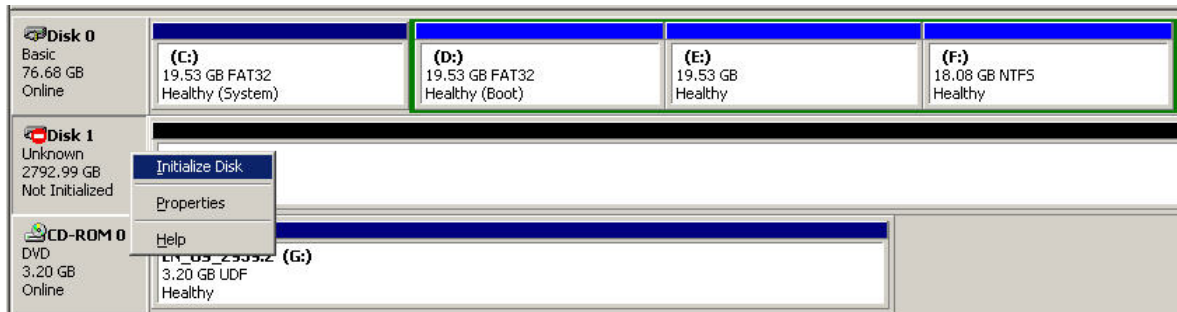 Disk 0
Basic
76.68 GB
Online
(C:)
19.53 GB FAT32
Healthy (System)
(D:)
19.53 GB FAT32
Healthy (Boot)
(E:)
19.53 GB
Healthy
(F:)
18.08 GB NTFS
Healthy
Disk 1
Unknown
2792.99 GB
Not Initialized
Initialize Disk
Properties
Help
CD-ROM 0
DVD
3.20 GB
Online
(G:)
3.20 GB UDF
Healthy